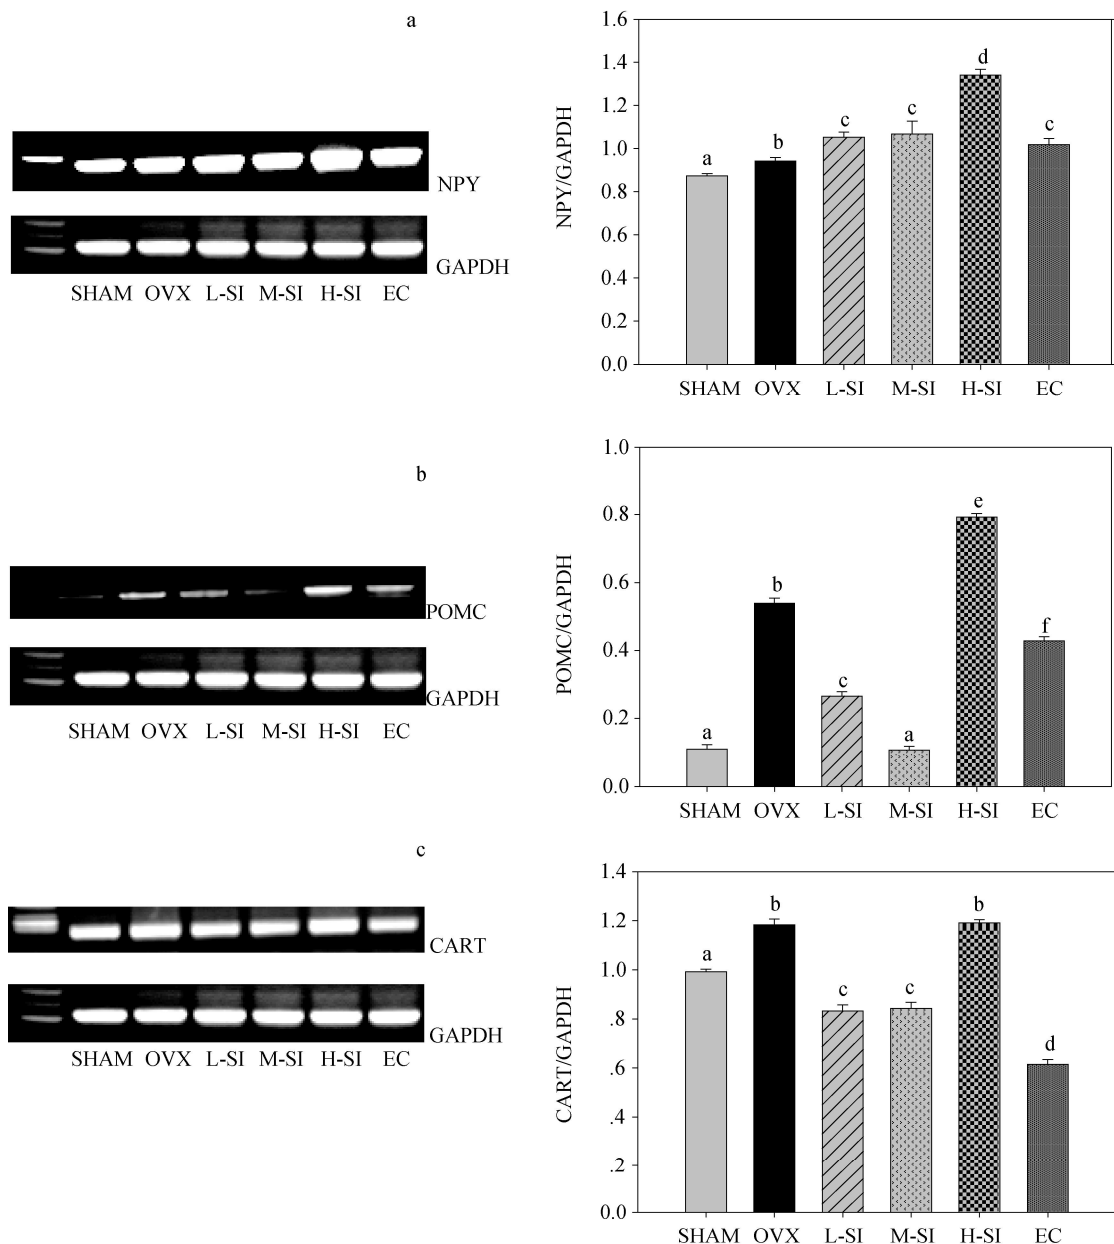 a
NPY
GAPDH
SHAM OVX L-SI M-SI H-SI EC
NPY/GAPDH
1.6
1.4
1.2
1.0
0.8
0.6
0.4
0.2
0.0
a b c c d c
SHAM OVX L-SI M-SI H-SI EC
b
POMC
GAPDH
SHAM OVX L-SI M-SI H-SI EC
POMC/GAPDH
1.0
0.8
0.6
0.4
0.2
0.0
a b c a e f
SHAM OVX L-SI M-SI H-SI EC
c
CART
GAPDH
SHAM OVX L-SI M-SI H-SI EC
CART/GAPDH
1.4
1.2
1.0
.8
.6
.4
.2
0.0
a b c c b d
SHAM OVX L-SI M-SI H-SI EC